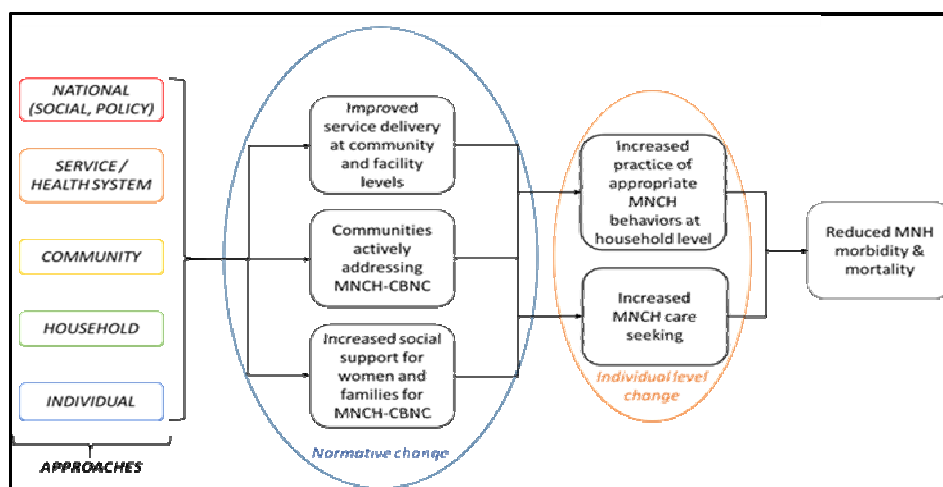 NATIONAL
(SOCIAL, POLICY)
SERVICE /
HEALTH SYSTEM
COMMUNITY
HOUSEHOLD
INDIVIDUAL
APPROACHES
Improved
service delivery
at community
and facility
levels
Communities
actively
addressing
MNCH-CBNC
Increased social
support for
women and
families for
MNCH-CBNC
Normative change
Increased
practice of
appropriate
MNCH
behaviors at
household level
Increased
MNCH care
seeking
Individual level
change
Reduced MNH
morbidity &
mortality